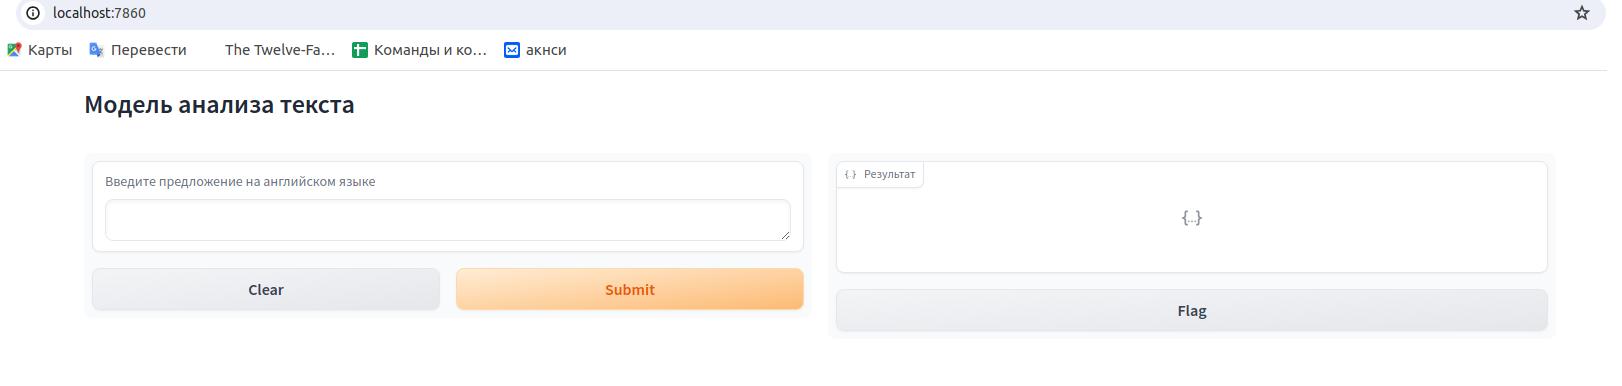 localhost:7860
Карты Перевести The Twelve-Fa... Команды и ко... акнси
Модель анализа текста
Введите предложение на английском языке
Clear Submit
{.} Результат
{...}
Flag